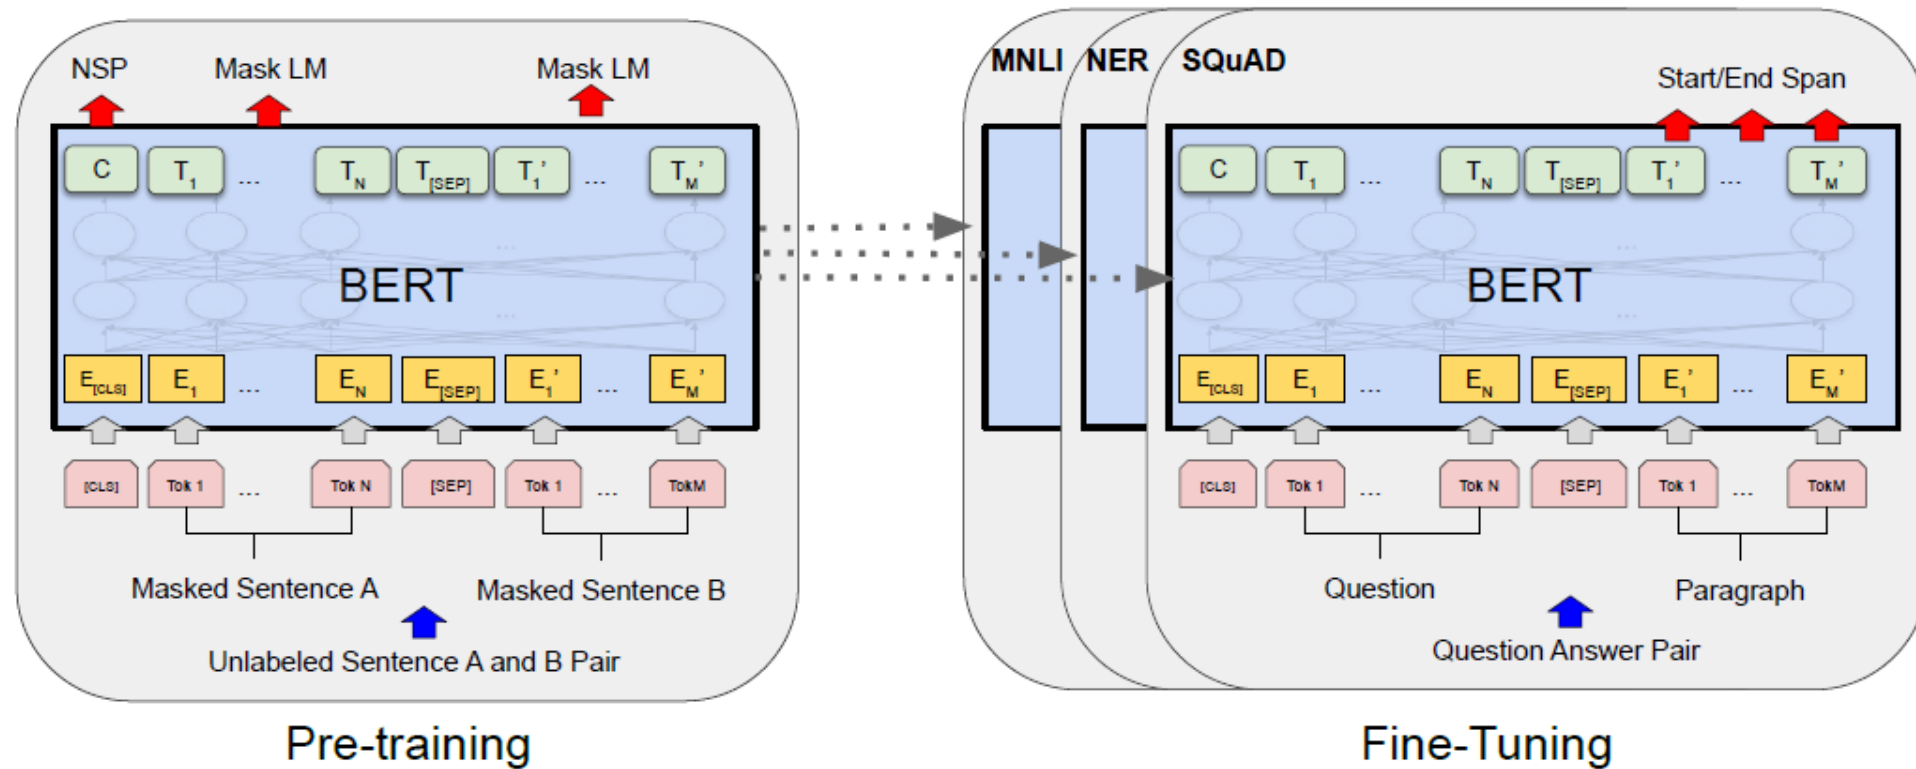 NSP Mask LM Mask LM
C T1 ... TN T[SEP] T1' ... TM'
...
BERT
...
E[CLS] E1 ... EN E[SEP] E1' ... EM'
[CLS] Tok 1 ... Tok N [SEP] Tok 1 ... TokM
Masked Sentence A Masked Sentence B
Unlabeled Sentence A and B Pair
Pre-training
MNLI NER SQuAD
Start/End Span
C T1 ... TN T[SEP] T1' ... TM'
...
BERT
...
E[CLS] E1 ... EN E[SEP] E1' ... EM'
[CLS] Tok 1 ... Tok N [SEP] Tok 1 ... TokM
Question Paragraph
Question Answer Pair
Fine-Tuning